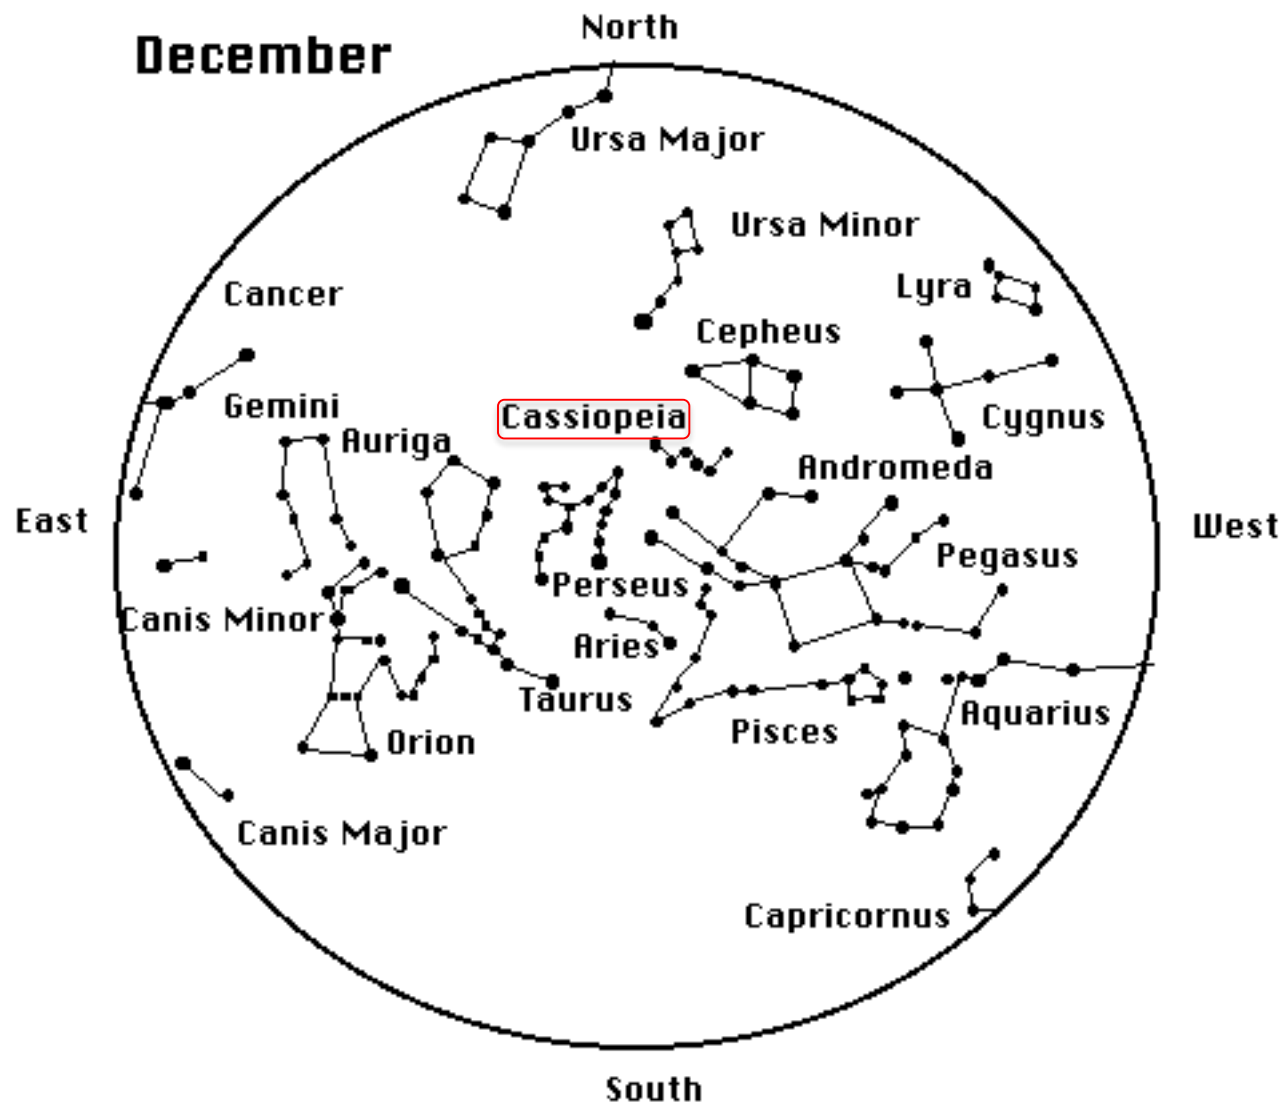 North
December
Ursa Major
Ursa Minor
Lyra
Cancer
Cepheus
Gemini
Cassiopeia
Cygnus
Auriga
Andromeda
East
West
Pegasus
Perseus
Canis Minor
Aries
Taurus
Aquarius
Pisces
Orion
Canis Major
Capricornus
South